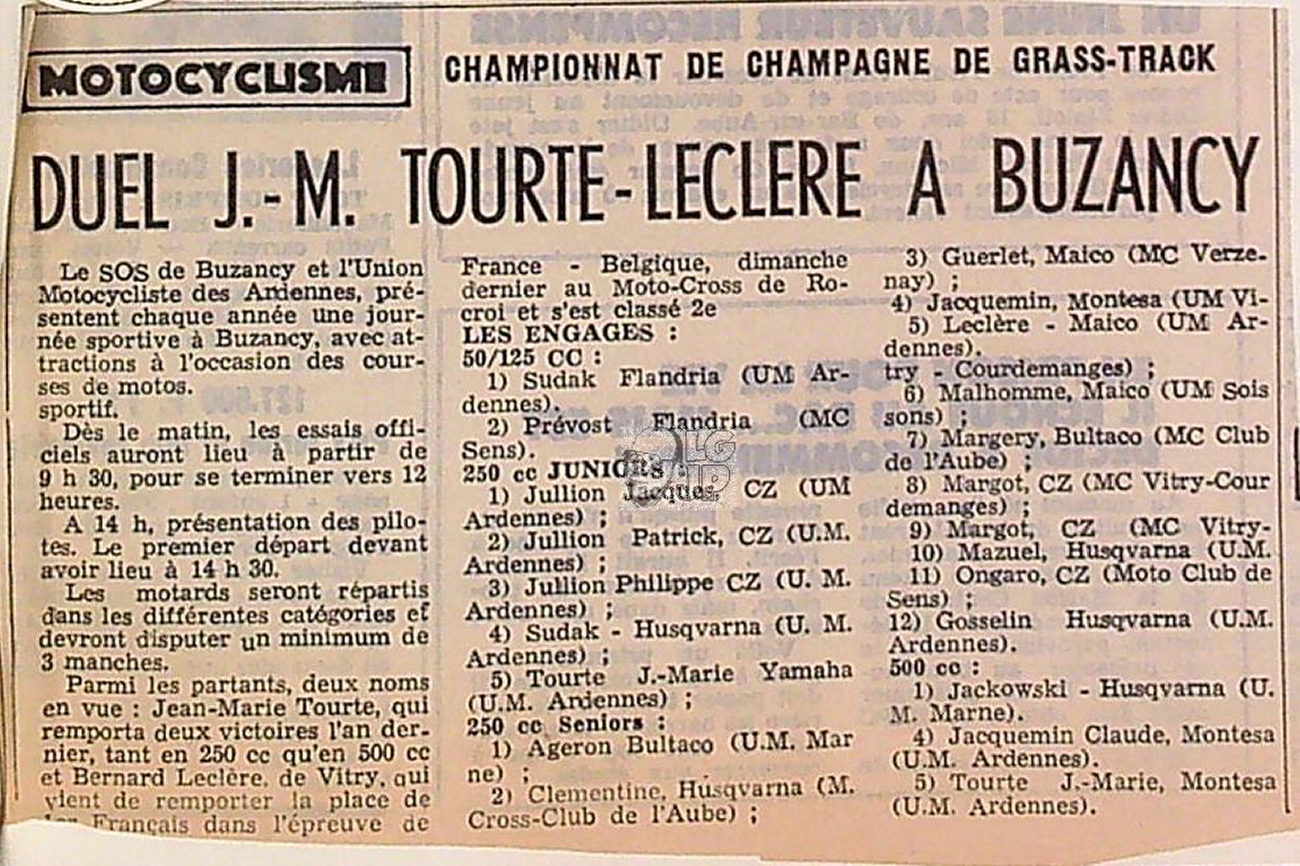 MOTOCYCLISME
CHAMPIONNAT DE CHAMPAGNE DE GRASS-TRACK
DUEL J.-M. TOURTE-LECLERE A BUZANCY
Le SOS de Buzancy et l'Union
Motocycliste des Ardennes, pré-
sentent chaque année une jour-
née sportive à Buzancy, avec at-
tractions à l'occasion des cour-
ses de motos.
sportif.
Dès le matin, les essais offi-
ciels auront lieu à partir de
9 h 30, pour se terminer vers 12
heures.
A 14 h, présentation des pilo-
tes. Le premier départ devant
avoir lieu à 14 h 30.
Les motards seront répartis
dans les différentes catégories et
devront disputer un minimum de
3 manches.
Parmi les partants, deux noms
en vue : Jean-Marie Tourte, qui
remporta deux victoires l'an der-
nier, tant en 250 cc qu'en 500 cc
et Bernard Leclère, de Vitry, qui
vient de remporter la place de
1er Français dans l'épreuve de
France - Belgique, dimanche
dernier au Moto-Cross de Ro-
croi et s'est classé 2e
LES ENGAGES :
50/125 CC :
1) Sudak Flandria (UM Ar-
dennes).
2) Prévost Flandria (MC
Sens).
250 cc JUNIORS :
1) Jullion Jacques, CZ (UM
Ardennes) ;
2) Jullion Patrick, CZ (U.M.
Ardennes) ;
3) Jullion Philippe CZ (U. M.
Ardennes) ;
4) Sudak - Husqvarna (U. M.
Ardennes) ;
5) Tourte J.-Marie Yamaha
(U.M. Ardennes) ;
250 cc Seniors :
1) Ageron Bultaco (U.M. Mar
ne) ;
2) Clementine, Husqvarna (M.
Cross-Club de l'Aube) ;
3) Guerlet, Maico (MC Verze-
nay) ;
4) Jacquemin, Montesa (UM Vi-
5) Leclère - Maico (UM Ar-
dennes).
try - Courdemanges) ;
6) Malhomme, Maico (UM Sois
sons) ;
7) Margery, Bultaco (MC Club
de l'Aube) ;
8) Margot, CZ (MC Vitry-Cour
demanges) ;
9) Margot, CZ (MC Vitry-
10) Mazuel, Husqvarna (U.M.
11) Ongaro, CZ (Moto Club de
Sens) ;
12) Gosselin Husqvarna (U.M.
Ardennes).
500 cc :
1) Jackowski - Husqvarna (U.
M. Marne).
4) Jacquemin Claude, Montesa
(U.M. Ardennes).
5) Tourte J.-Marie, Montesa
(U.M. Ardennes).